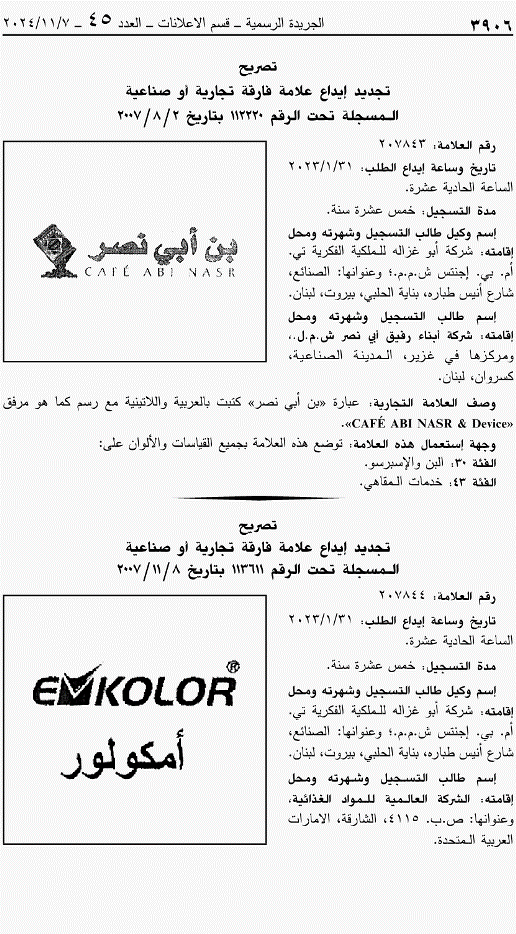 ٣٩٠٦ الجريدة الرسمية – قسم الاعلانات – العدد ٤٥ – ٢٠٢٤/١١/٧
تصريح
تجديد إيداع علامة فارقة تجارية أو صناعية
المسجلة تحت الرقم ١١٢٢٢٠ بتاريخ ٢٠٠٧/٨/٢
رقم العلامة: ٢٠٧٨٤٣
تاريخ وساعة إيداع الطلب: ٢٠٢٣/١/٣١
الساعة الحادية عشرة.
مدة التسجيل: خمس عشرة سنة.
إسم وكيل طالب التسجيل وشهرته ومحل
إقامته: شركة أبو غزاله للملكية الفكرية تي.
أم. بي. إجنتس ش.م.م.؛ وعنوانها: الصنائع،
شارع أنيس طباره، بناية الحلبي، بيروت، لبنان.
إسم طالب التسجيل وشهرته ومحل
إقامته: شركة أبناء رفيق أبي نصر ش.م.ل.،
ومركزها في غزير، المدينة الصناعية،
كسروان، لبنان.
بن أبي نصر
CAFÉ ABI NASR
وصف العلامة التجارية: عبارة «بن أبي نصر» كتبت بالعربية واللاتينية مع رسم كما هو مرفق
«CAFÉ ABI NASR & Device».
وجهة إستعمال هذه العلامة: توضع هذه العلامة بجميع القياسات والألوان على:
الفئة ٣٠: البن والإسبرسو.
الفئة ٤٣: خدمات المقاهي.
تصريح
تجديد إيداع علامة فارقة تجارية أو صناعية
المسجلة تحت الرقم ١١٣٦١١ بتاريخ ٢٠٠٧/١١/٨
رقم العلامة: ٢٠٧٨٤٤
تاريخ وساعة إيداع الطلب: ٢٠٢٣/١/٣١
الساعة الحادية عشرة.
مدة التسجيل: خمس عشرة سنة.
إسم وكيل طالب التسجيل وشهرته ومحل
إقامته: شركة أبو غزاله للملكية الفكرية تي.
أم. بي. إجنتس ش.م.م.؛ وعنوانها: الصنائع،
شارع أنيس طباره، بناية الحلبي، بيروت، لبنان.
إسم طالب التسجيل وشهرته ومحل
إقامته: الشركة العالمية للمواد الغذائية،
وعنوانها: ص.ب. ٤١١٥، الشارقة، الامارات
العربية المتحدة.
EMKOLOR®
أمكولور